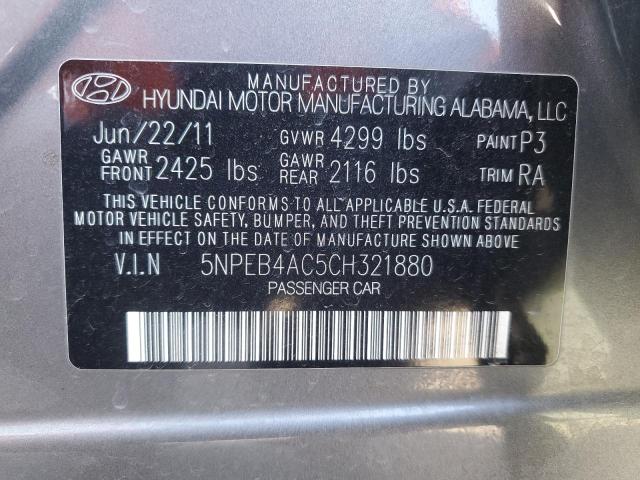 MANUFACTURED BY
HYUNDAI MOTOR MANUFACTURING ALABAMA, LLC
Jun/22/11 GVWR 4299 lbs PAINT P3
GAWR FRONT 2425 lbs GAWR REAR 2116 lbs TRIM RA
THIS VEHICLE CONFORMS TO ALL APPLICABLE U.S.A. FEDERAL
MOTOR VEHICLE SAFETY, BUMPER, AND THEFT PREVENTION STANDARDS
IN EFFECT ON THE DATE OF MANUFACTURE SHOWN ABOVE
V.I.N 5NPEB4AC5CH321880
PASSENGER CAR